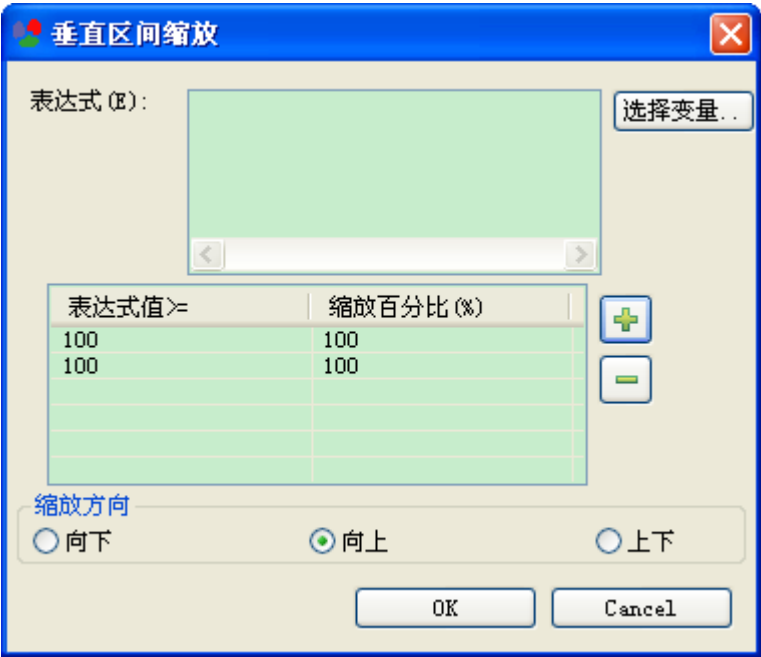 垂直区间缩放
表达式(E):
选择变量..
表达式值>= 缩放百分比(%)
100 100
100 100
缩放方向
向下 向上 上下
OK Cancel